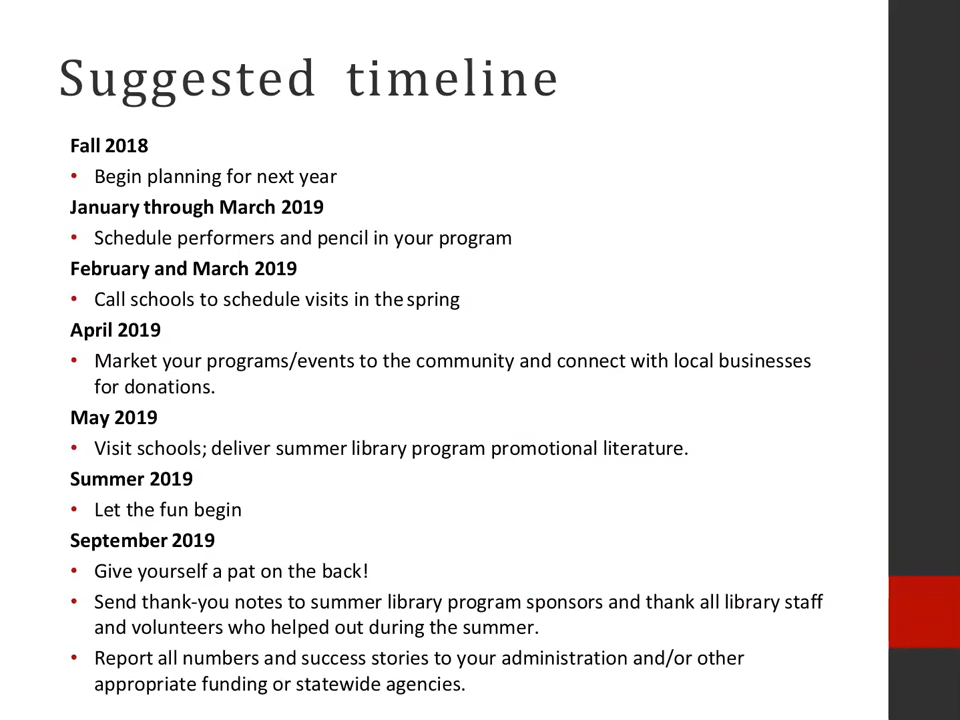 Suggested timeline
Fall 2018
• Begin planning for next year
January through March 2019
• Schedule performers and pencil in your program
February and March 2019
• Call schools to schedule visits in the spring
April 2019
• Market your programs/events to the community and connect with local businesses
for donations.
May 2019
• Visit schools; deliver summer library program promotional literature.
Summer 2019
• Let the fun begin
September 2019
• Give yourself a pat on the back!
• Send thank-you notes to summer library program sponsors and thank all library staff
and volunteers who helped out during the summer.
• Report all numbers and success stories to your administration and/or other
appropriate funding or statewide agencies.